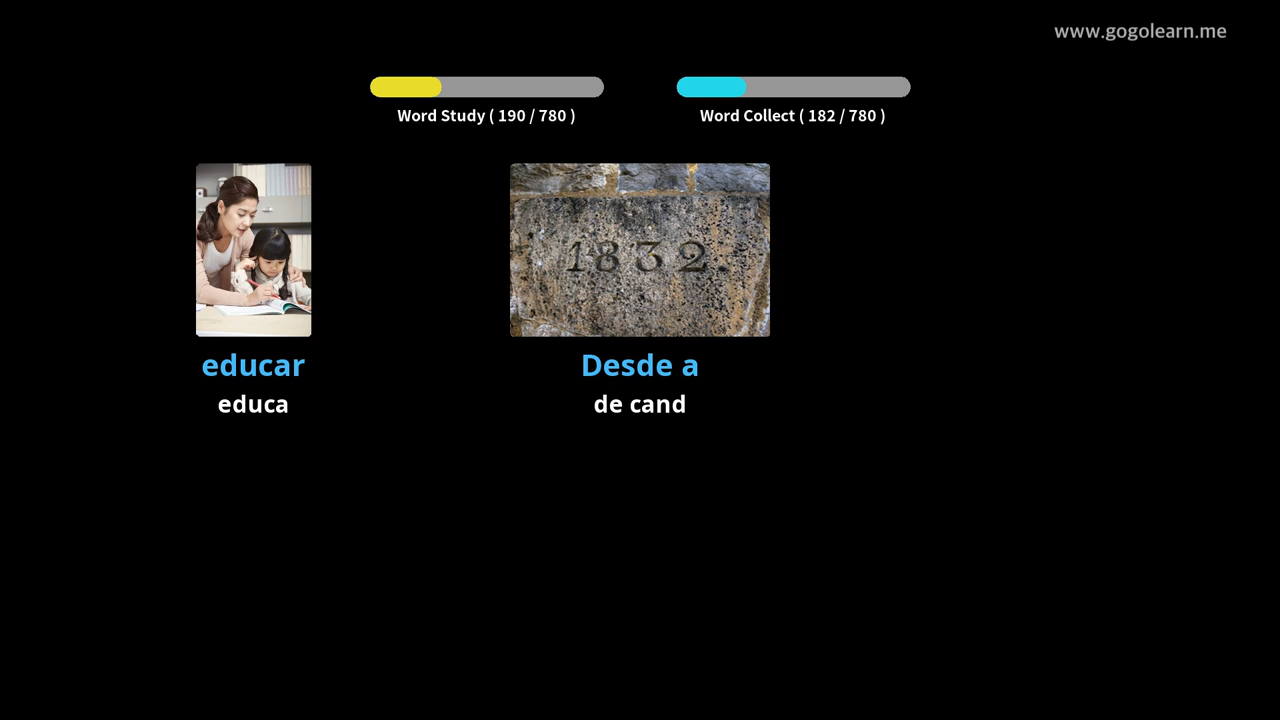 www.gogolearn.me
Word Study ( 190 / 780 )
Word Collect ( 182 / 780 )
1832.
educar
educa
Desde a
de cand